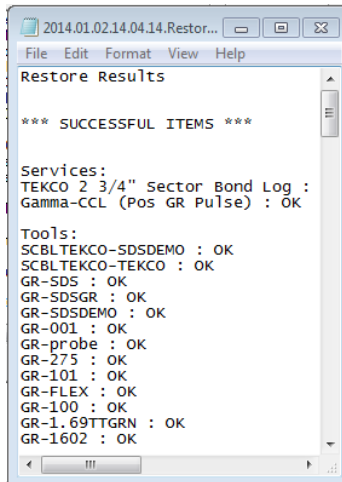 2014.01.02.14.04.14.Restor...
File Edit Format View Help
Restore Results
*** SUCCESSFUL ITEMS ***
Services:
TEKCO 2 3/4" Sector Bond Log :
Gamma-CCL (Pos GR Pulse) : OK
Tools:
SCBLTEKCO-SDSDEMO : OK
SCBLTEKCO-TEKCO : OK
GR-SDS : OK
GR-SDSGR : OK
GR-SDSDEMO : OK
GR-001 : OK
GR-probe : OK
GR-275 : OK
GR-101 : OK
GR-FLEX : OK
GR-100 : OK
GR-1.69TTGRN : OK
GR-1602 : OK